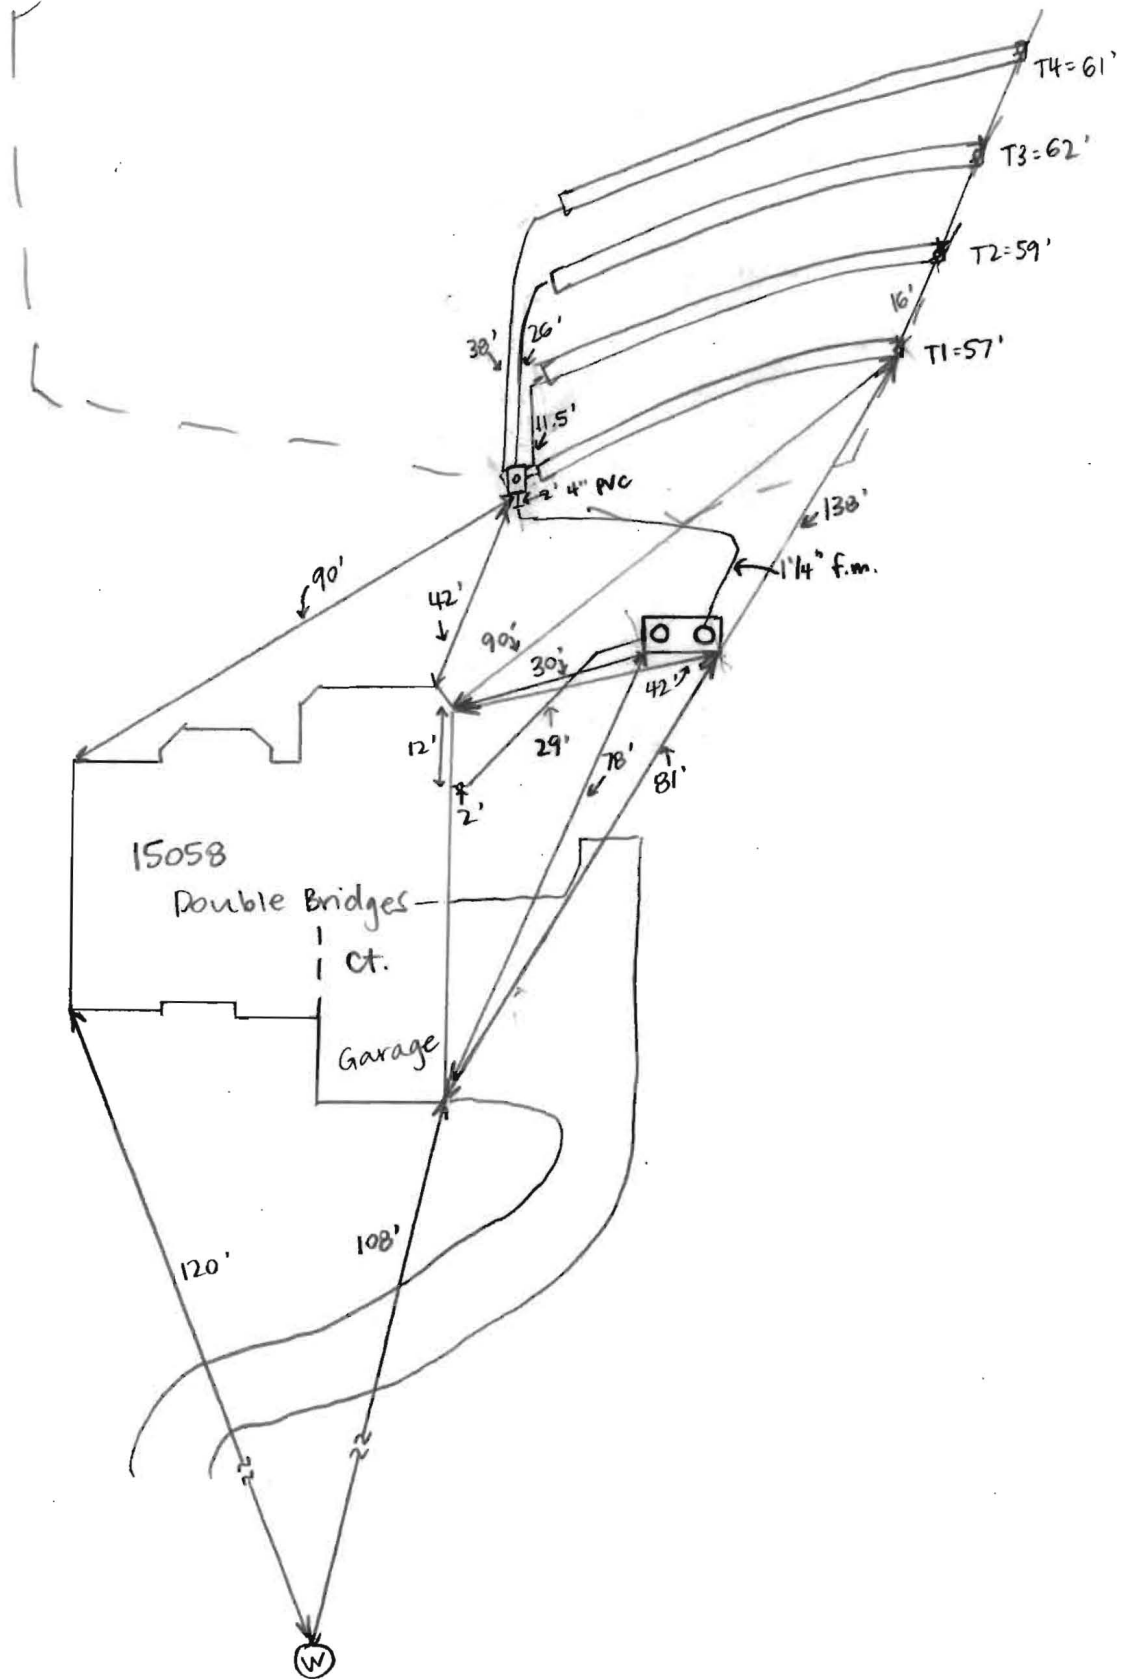 T4=61'
T3=62'
T2=59'
16'
T1=57'
38'
26'
11.5'
2' 4" PVC
138'
1 1/4" f.m.
90'
42'
90'
30'
42'
29'
12'
2'
78'
81'
15058
Double Bridges
Ct.
Garage
108'
120'
W